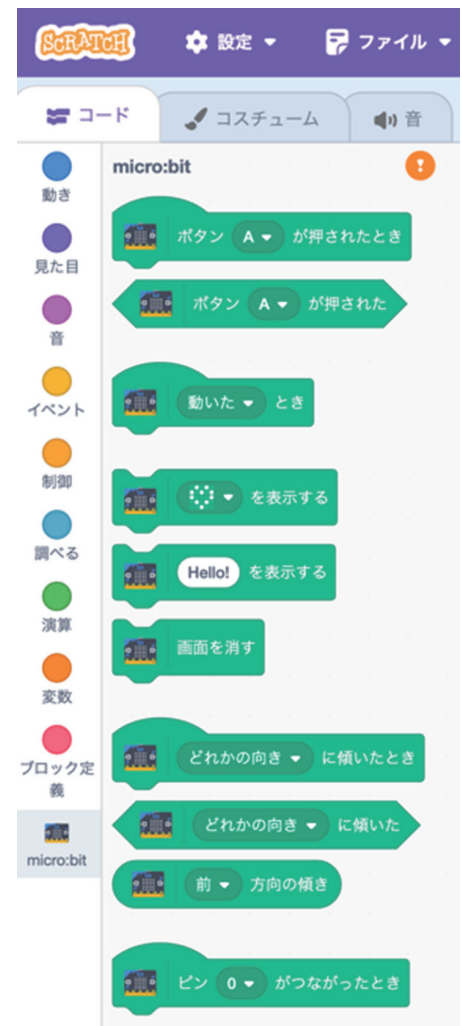 SCRATCH 設定 ファイル
コード コスチューム 音
micro:bit
動き
見た目
音
イベント
制御
調べる
演算
変数
ブロック定
義
micro:bit
ボタン A が押されたとき
ボタン A が押された
動いた とき
を表示する
Hello! を表示する
画面を消す
どれかの向き に傾いたとき
どれかの向き に傾いた
前 方向の傾き
ピン 0 がつながったとき